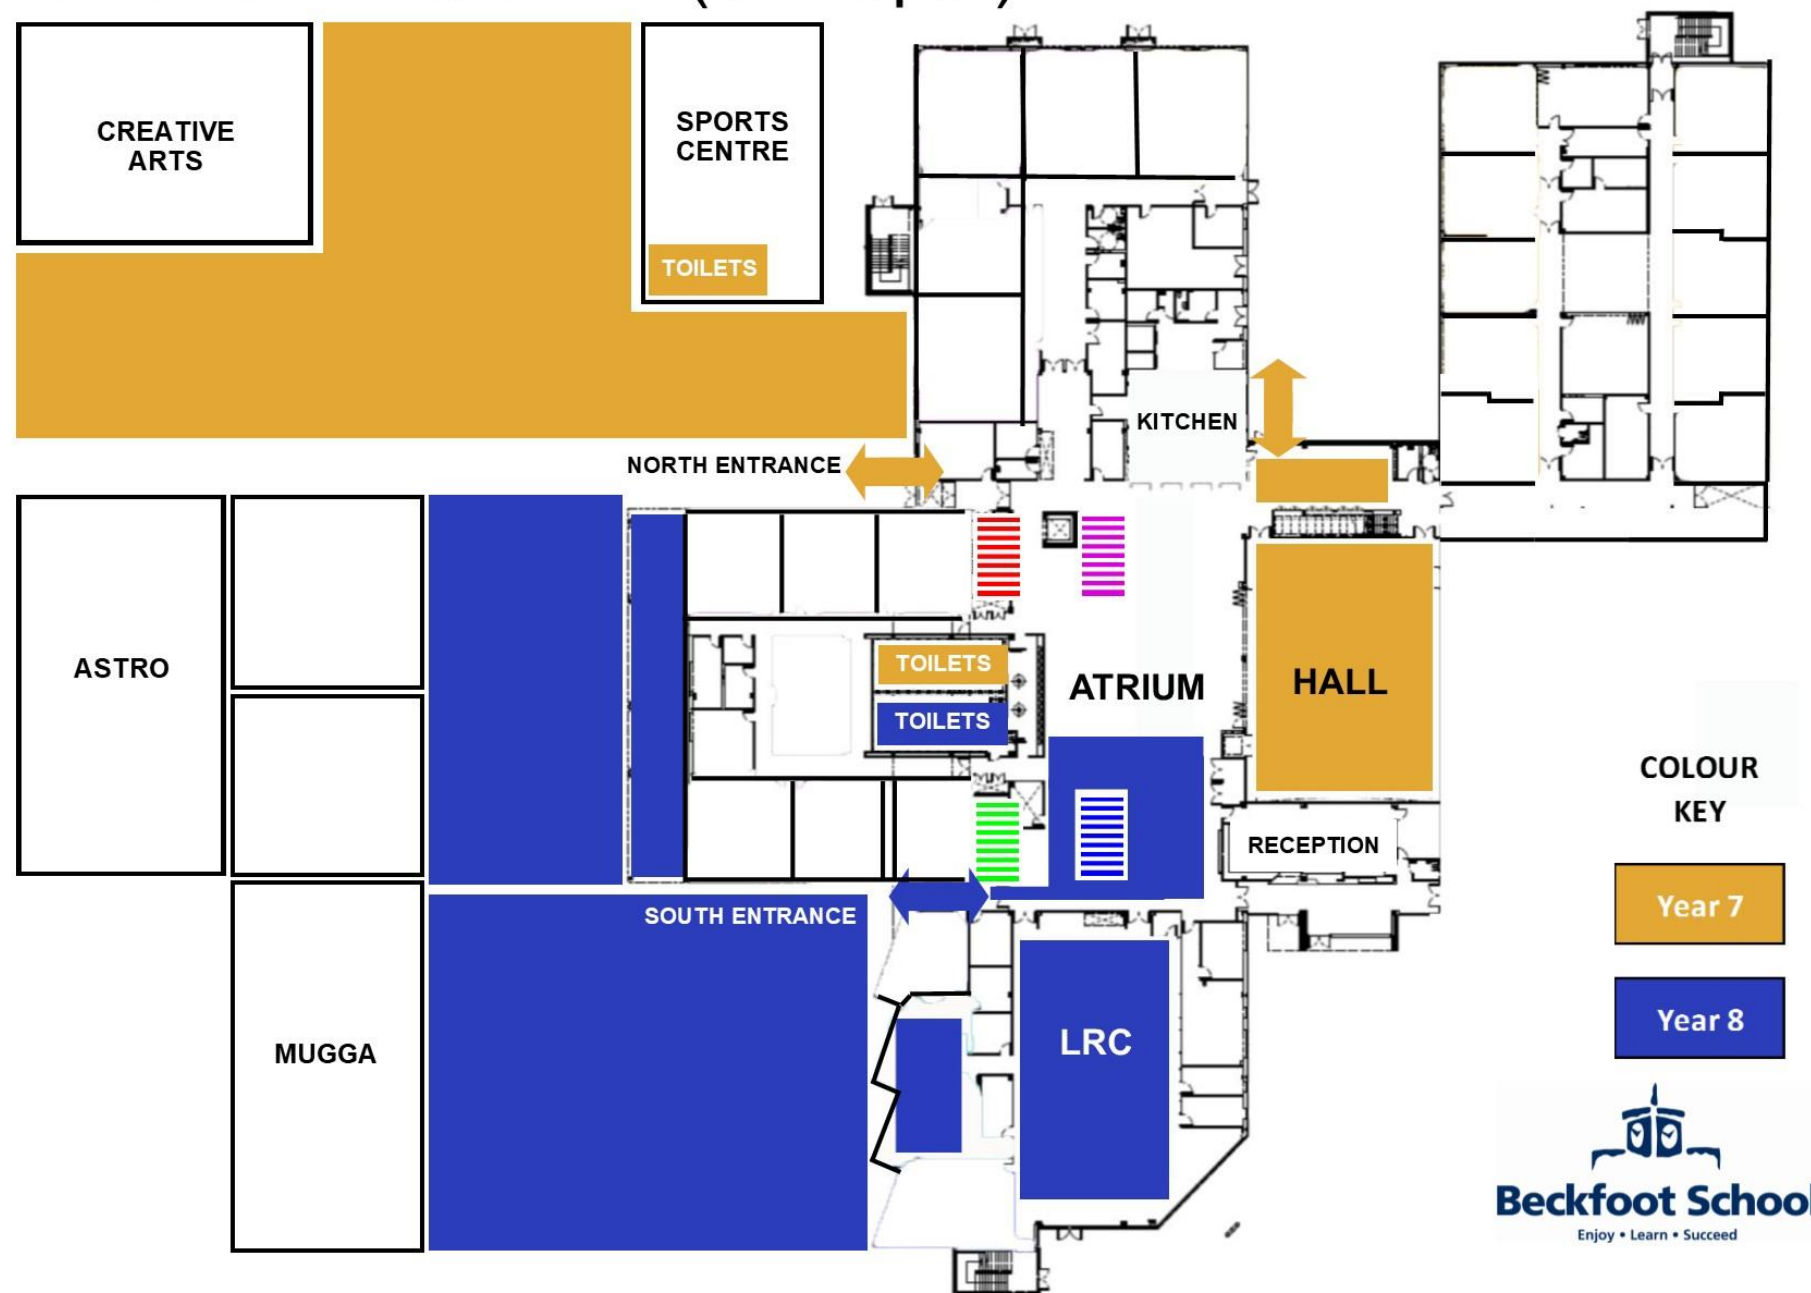 CREATIVE
ARTS
SPORTS
CENTRE
TOILETS
KITCHEN
NORTH ENTRANCE
ASTRO
TOILETS
TOILETS
ATRIUM
HALL
COLOUR
KEY
RECEPTION
Year 7
SOUTH ENTRANCE
Year 8
LRC
MUGGA
Beckfoot School
Enjoy • Learn • Succeed